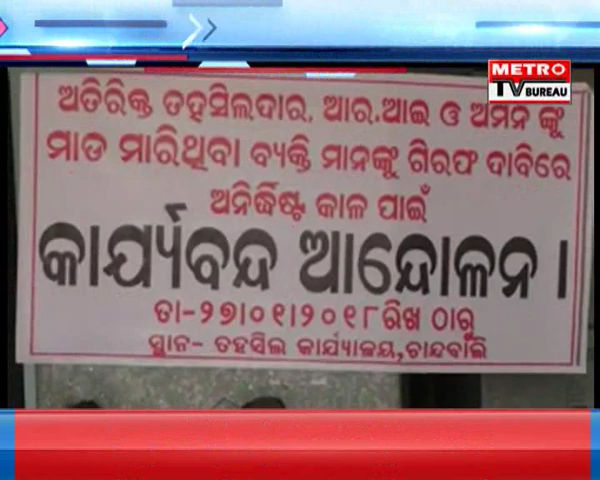 METRO
TV BUREAU
ଅତିରିକ୍ତ ତହସିଲଦାର, ଆର.ଆଇ ଓ ଅମନ ଙ୍କୁ
ମାଡ ମାରିଥିବା ବ୍ୟକ୍ତି ମାନଙ୍କୁ ଗିରଫ ଦାବିରେ
ଅନିର୍ଦ୍ଧିଷ୍ଟ କାଳ ପାଇଁ
କାର୍ଯ୍ୟବନ୍ଦ ଆନ୍ଦୋଳନ ।
ତା-୨୭।୦୧।୨୦୧୮ ରିଖ ଠାରୁ
ସ୍ଥାନ- ତହସିଲ କାର୍ଯ୍ୟାଳୟ, ଚାନ୍ଦବାଲି